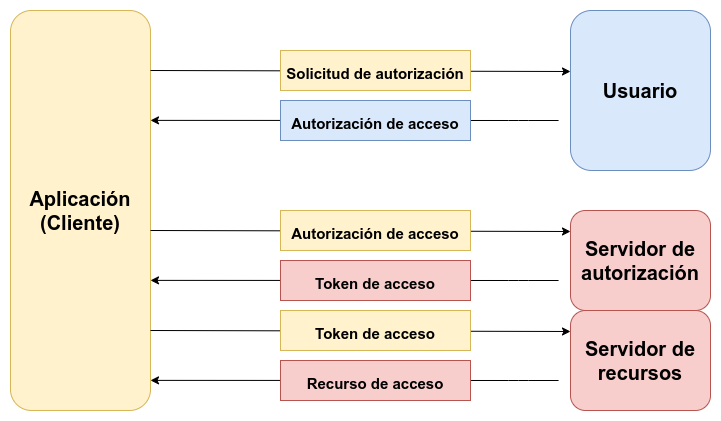 Aplicación
(Cliente)
Solicitud de autorización
Autorización de acceso
Usuario
Autorización de acceso
Token de acceso
Servidor de
autorización
Token de acceso
Recurso de acceso
Servidor de
recursos